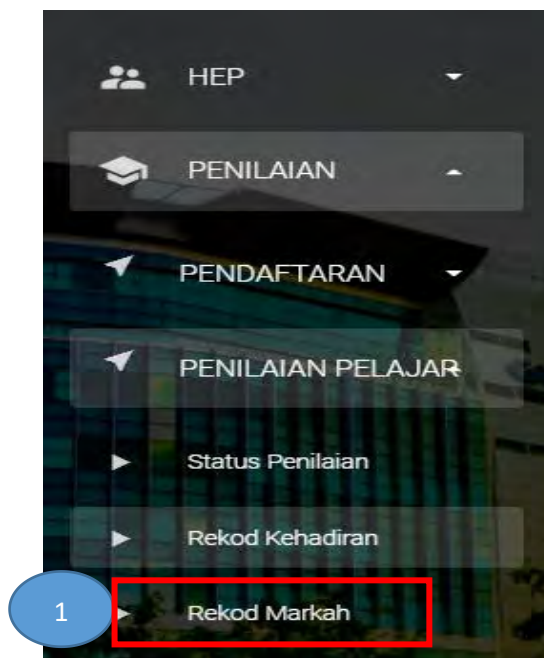 HEP
PENILAIAN
PENDAFTARAN
PENILAIAN PELAJAR
Status Penilaian
Rekod Kehadiran
1 Rekod Markah